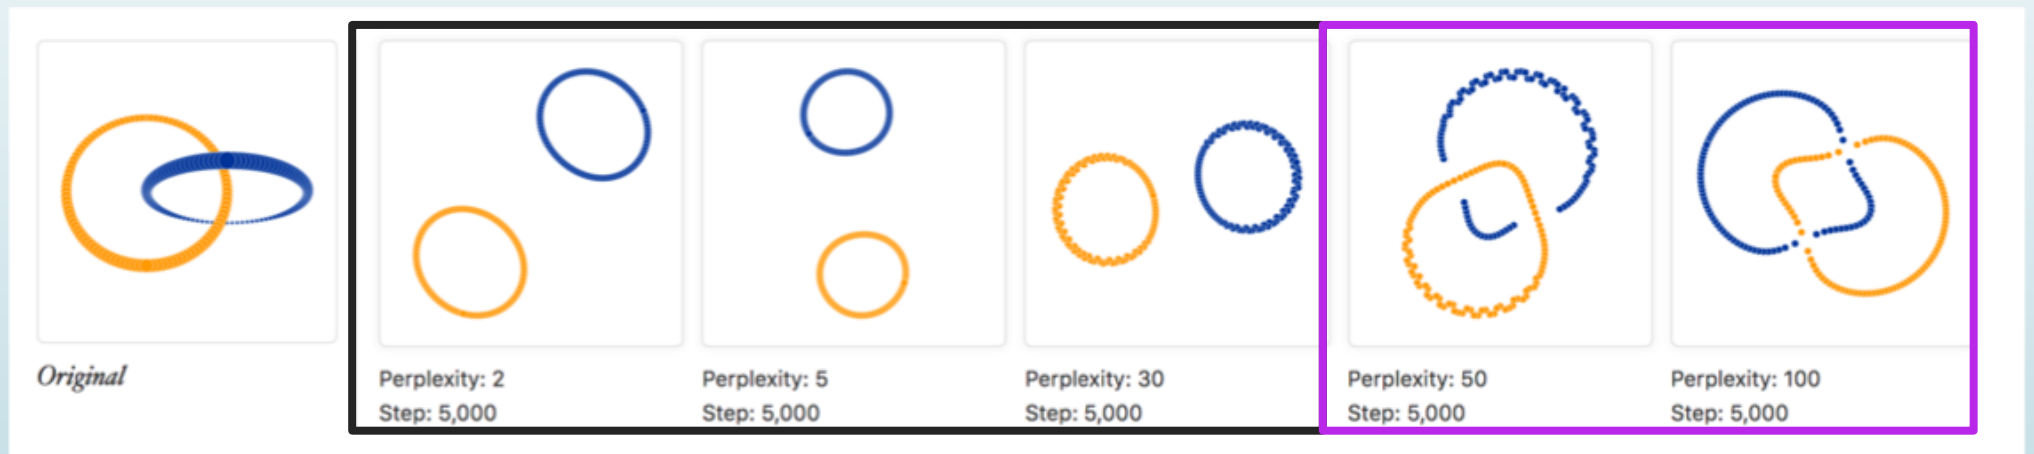 Original
Perplexity: 2
Step: 5,000
Perplexity: 5
Step: 5,000
Perplexity: 30
Step: 5,000
Perplexity: 50
Step: 5,000
Perplexity: 100
Step: 5,000